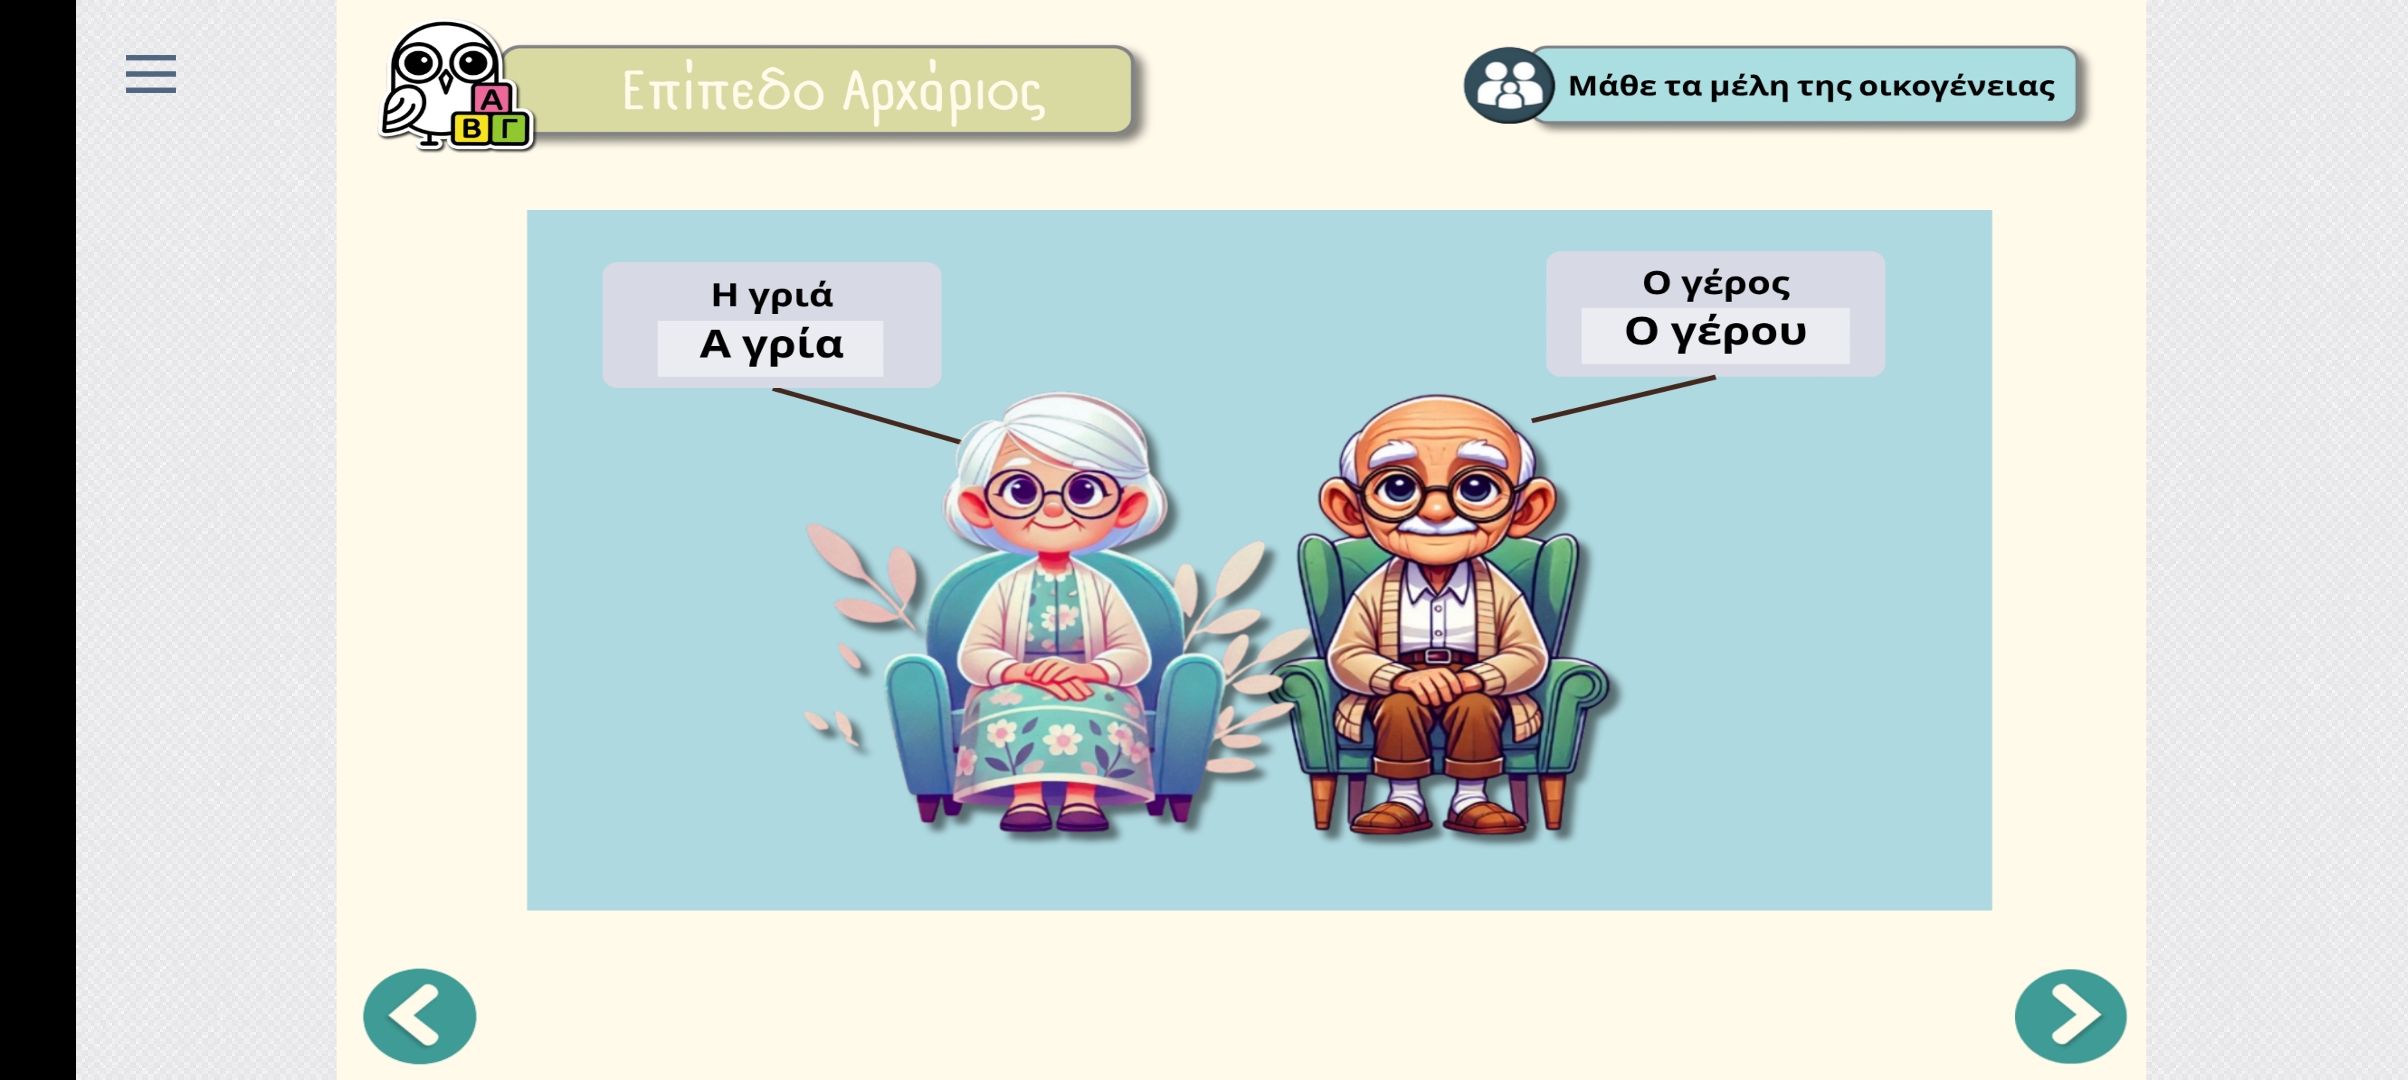 Επίπεδο Αρχάριος
Μάθε τα μέλη της οικογένειας
Α
Β Γ
Η γριά
Α γρία
Ο γέρος
Ο γέρου